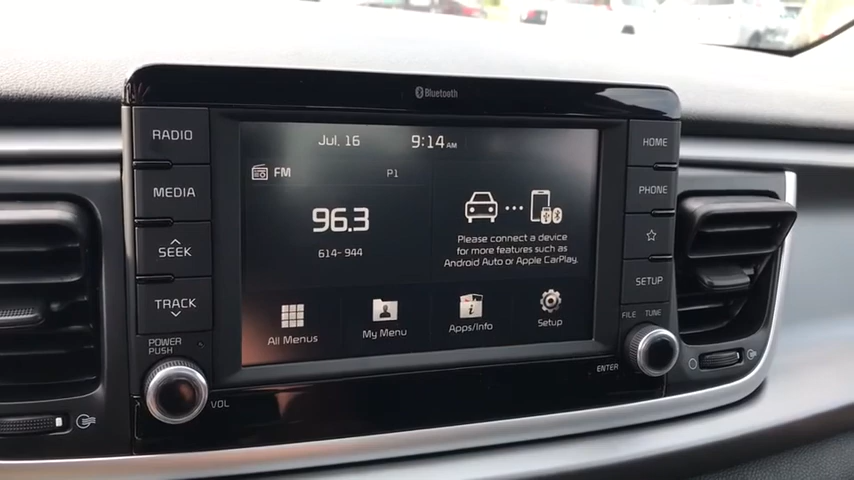 Bluetooth
RADIO
MEDIA
SEEK
TRACK
POWER
PUSH
VOL
Jul. 16 9:14 AM
FM P1
96.3
614- 944
Please connect a device
for more features such as
Android Auto or Apple CarPlay.
All Menus
My Menu
Apps/Info
Setup
HOME
PHONE
SETUP
FILE TUNE
ENTER